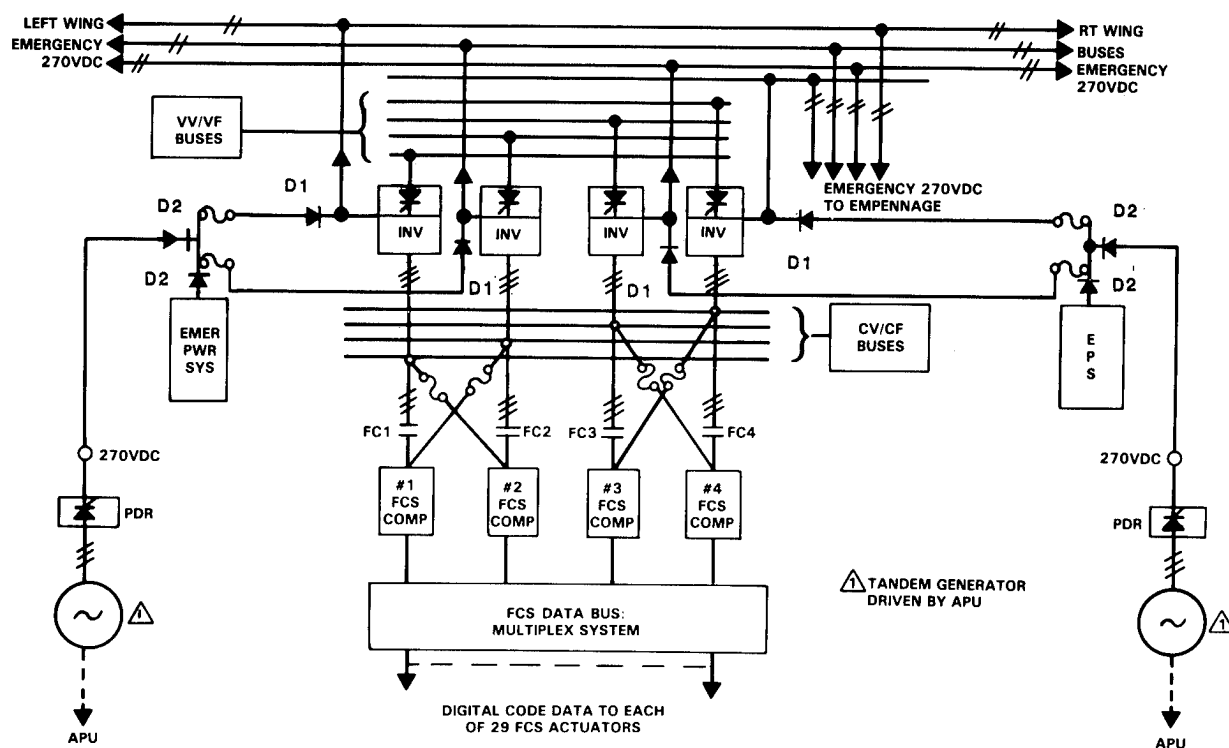 LEFT WING
EMERGENCY
270VDC
RT WING
BUSES
EMERGENCY
270VDC
VV/VF
BUSES
D1
D2
INV
INV
INV
INV
EMERGENCY 270VDC
TO EMPENNAGE
D2
D1
D2
D1
D1
D2
EMER
PWR
SYS
CV/CF
BUSES
E
P
S
FC1
FC2
FC3
FC4
270VDC
270VDC
#1
FCS
COMP
#2
FCS
COMP
#3
FCS
COMP
#4
FCS
COMP
PDR
PDR
1 TANDEM GENERATOR
DRIVEN BY APU
FCS DATA BUS:
MULTIPLEX SYSTEM
~
1
~
1
DIGITAL CODE DATA TO EACH
OF 29 FCS ACTUATORS
APU
APU